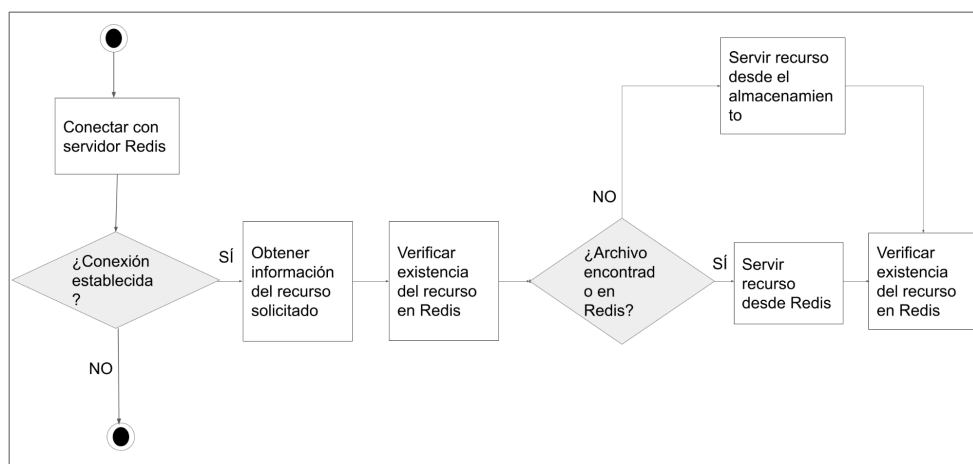 Conectar con
servidor Redis
¿Conexión
establecida
?
NO
SÍ
Obtener
información
del recurso
solicitado
Verificar
existencia
del recurso
en Redis
¿Archivo
encontrad
o en
Redis?
NO
Servir recurso
desde el
almacenamie
nto
SÍ
Servir
recurso
desde Redis
Verificar
existencia
del recurso
en Redis